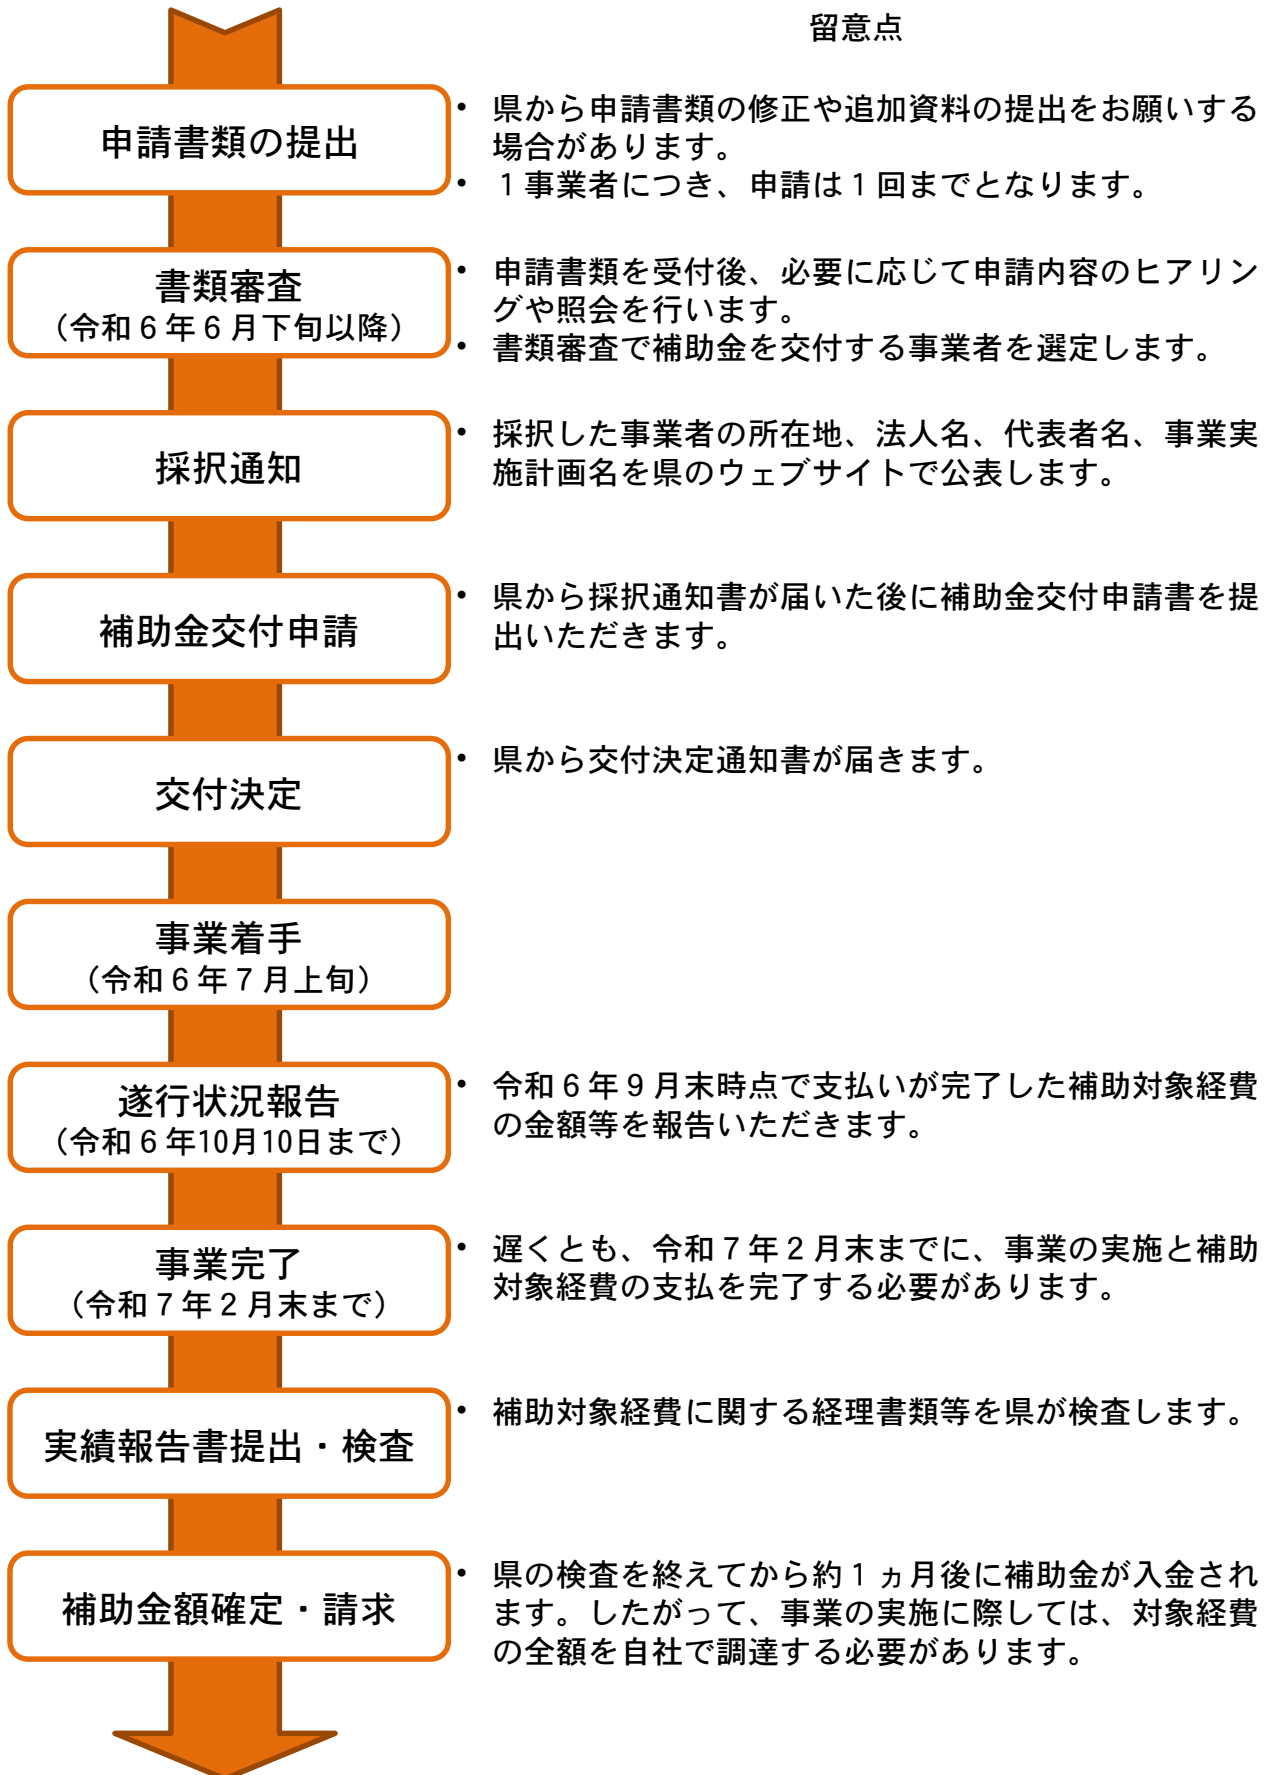 留意点
申請書類の提出
• 県から申請書類の修正や追加資料の提出をお願いする
場合があります。
• １事業者につき、申請は１回までとなります。
書類審査
（令和６年６月下旬以降）
• 申請書類を受付後、必要に応じて申請内容のヒアリン
グや照会を行います。
• 書類審査で補助金を交付する事業者を選定します。
採択通知
• 採択した事業者の所在地、法人名、代表者名、事業実
施計画名を県のウェブサイトで公表します。
補助金交付申請
• 県から採択通知書が届いた後に補助金交付申請書を提
出いただきます。
交付決定
• 県から交付決定通知書が届きます。
事業着手
（令和６年７月上旬）
遂行状況報告
（令和６年10月10日まで）
• 令和６年９月末時点で支払いが完了した補助対象経費
の金額等を報告いただきます。
事業完了
（令和７年２月末まで）
• 遅くとも、令和７年２月末までに、事業の実施と補助
対象経費の支払を完了する必要があります。
実績報告書提出・検査
• 補助対象経費に関する経理書類等を県が検査します。
補助金額確定・請求
• 県の検査を終えてから約１ヵ月後に補助金が入金され
ます。したがって、事業の実施に際しては、対象経費
の全額を自社で調達する必要があります。